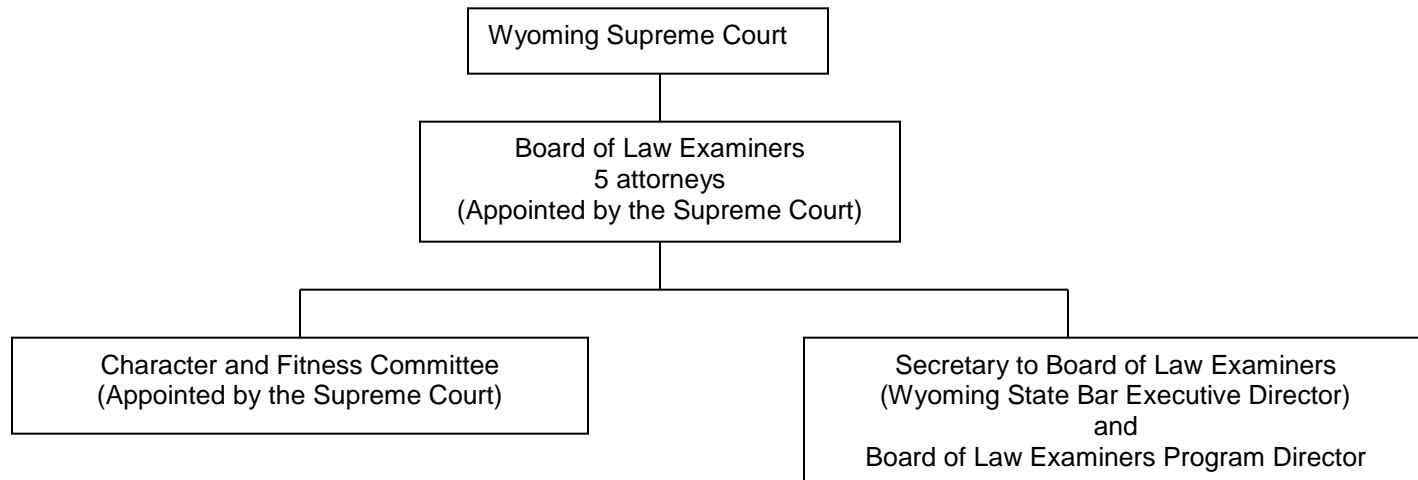 Wyoming Supreme Court
Board of Law Examiners
5 attorneys
(Appointed by the Supreme Court)
Character and Fitness Committee
(Appointed by the Supreme Court)
Secretary to Board of Law Examiners
(Wyoming State Bar Executive Director)
and
Board of Law Examiners Program Director